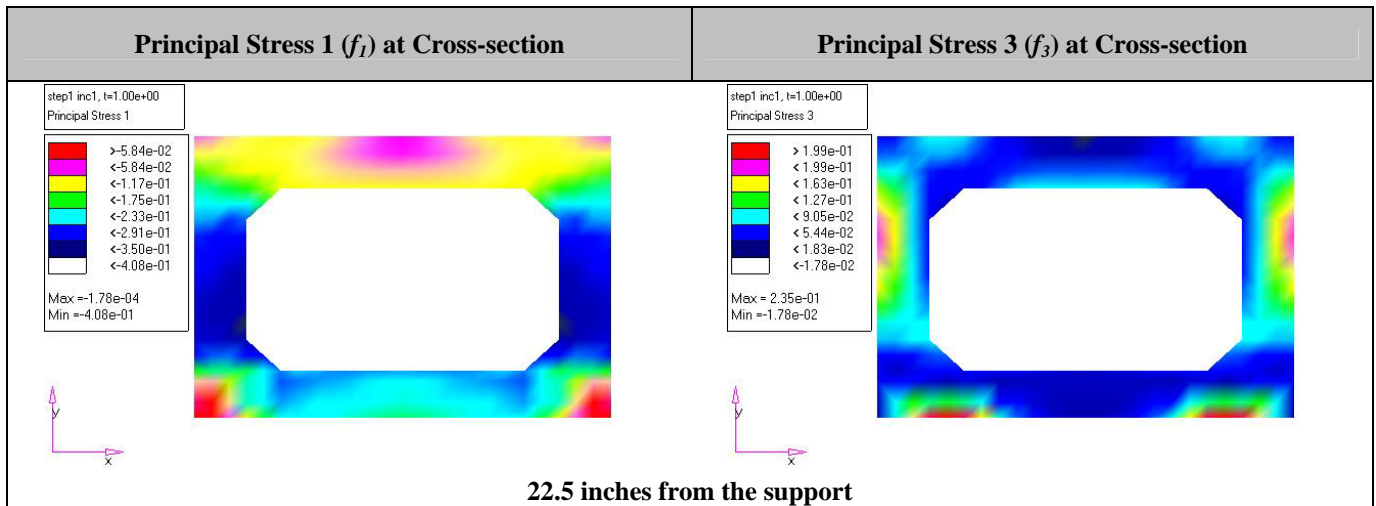 Principal Stress 1 (f1) at Cross-section
Principal Stress 3 (f3) at Cross-section
step1 inc1, t=1.00e+00
Principal Stress 1
>-5.84e-02
<-5.84e-02
<-1.17e-01
<-1.75e-01
<-2.33e-01
<-2.91e-01
<-3.50e-01
<-4.08e-01
Max =-1.78e-04
Min =-4.08e-01
y
x
step1 inc1, t=1.00e+00
Principal Stress 3
> 1.99e-01
< 1.99e-01
< 1.63e-01
< 1.27e-01
< 9.05e-02
< 5.44e-02
< 1.83e-02
<-1.78e-02
Max = 2.35e-01
Min =-1.78e-02
y
x
22.5 inches from the support